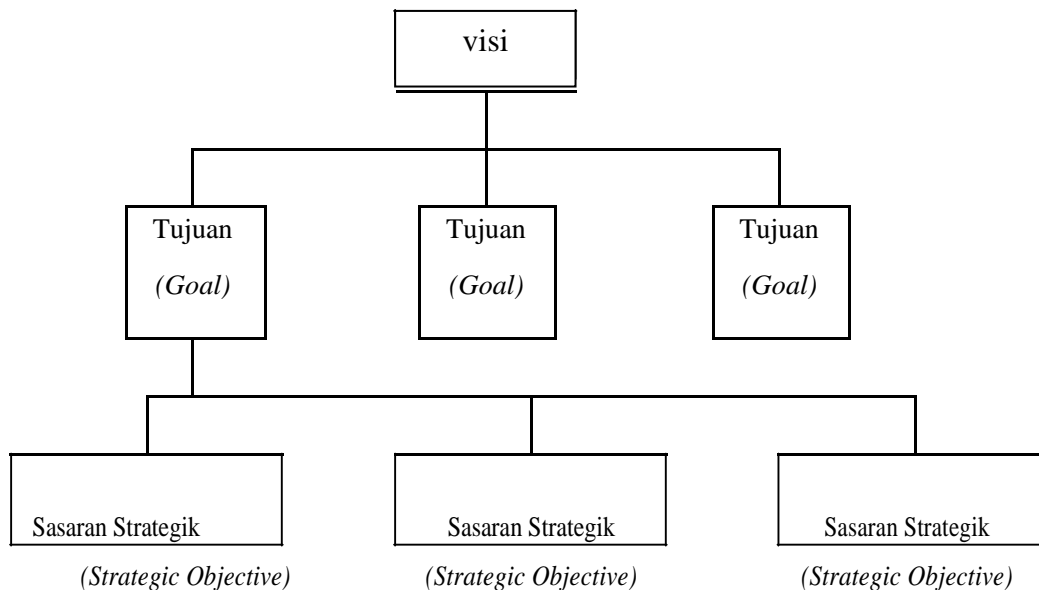 visi
Tujuan
(Goal)
Tujuan
(Goal)
Tujuan
(Goal)
Sasaran Strategik
(Strategic Objective)
Sasaran Strategik
(Strategic Objective)
Sasaran Strategik
(Strategic Objective)